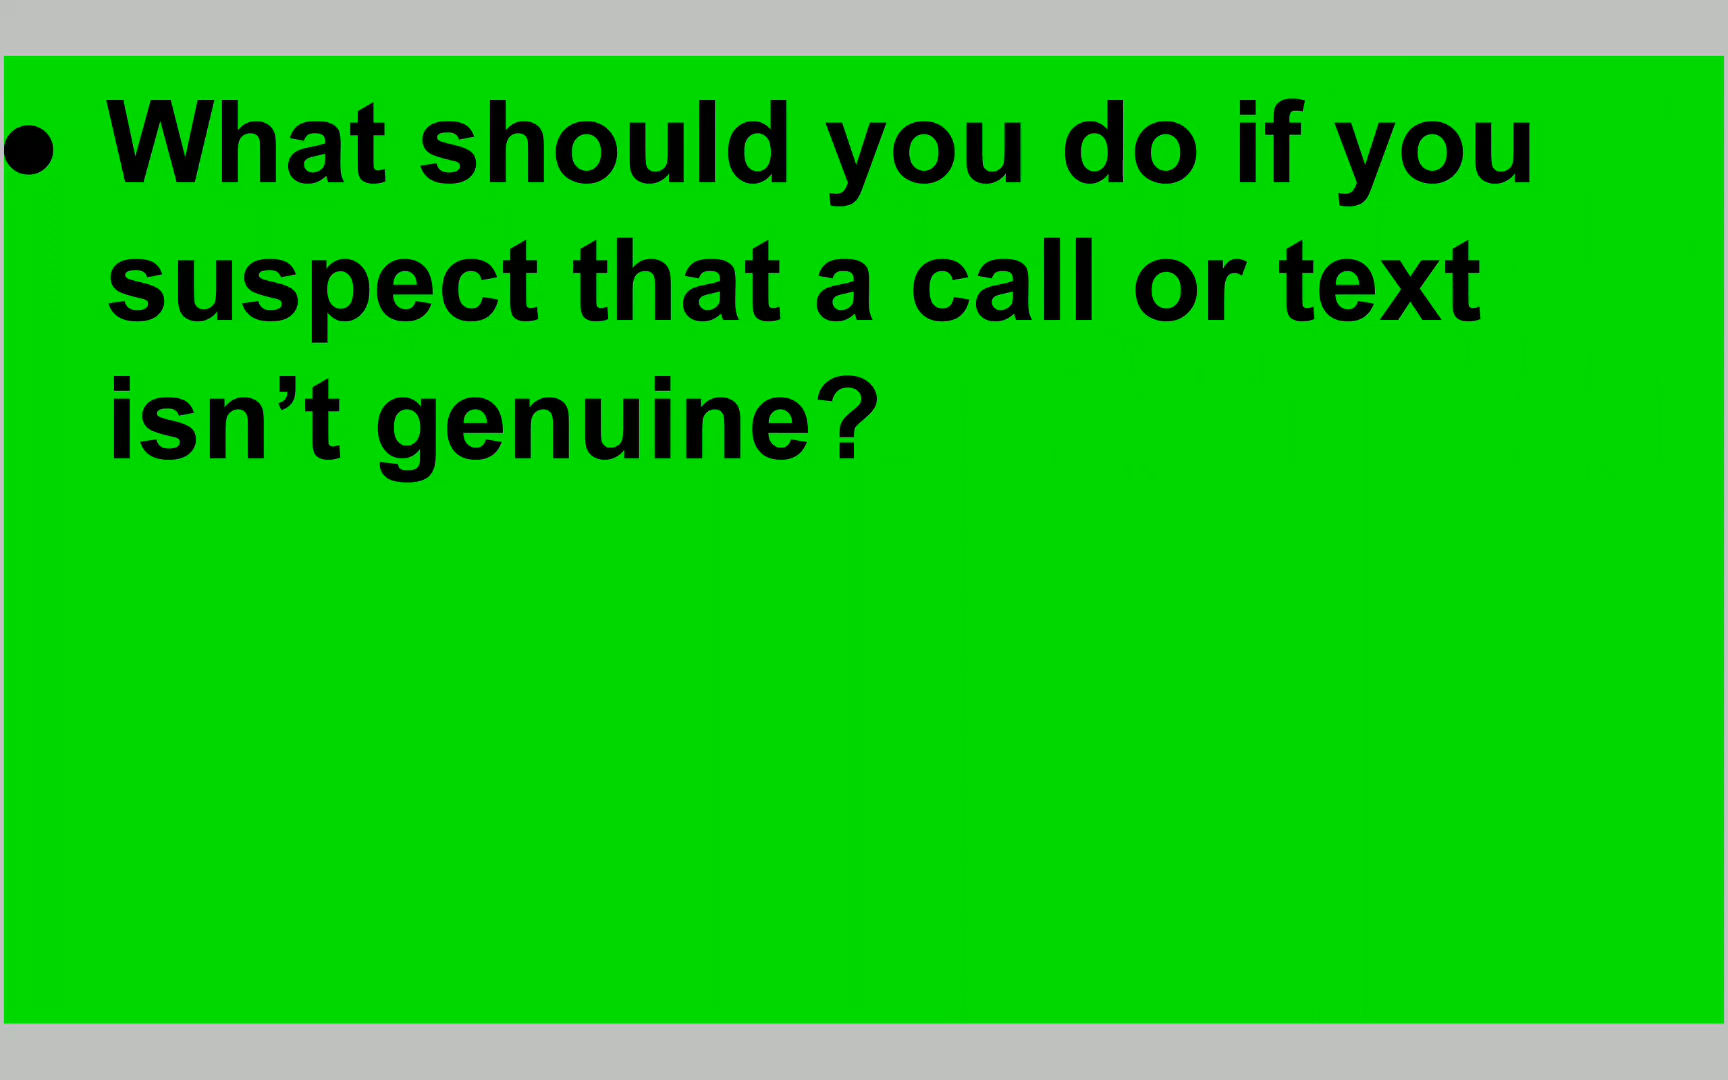 ● What should you do if you
suspect that a call or text
isn’t genuine?